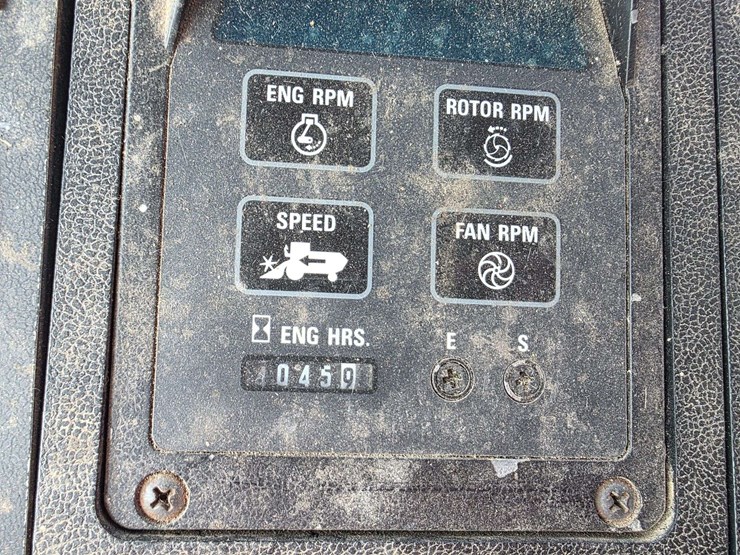 ENG RPM
ROTOR RPM
SPEED
FAN RPM
ENG HRS.
E
S
0459